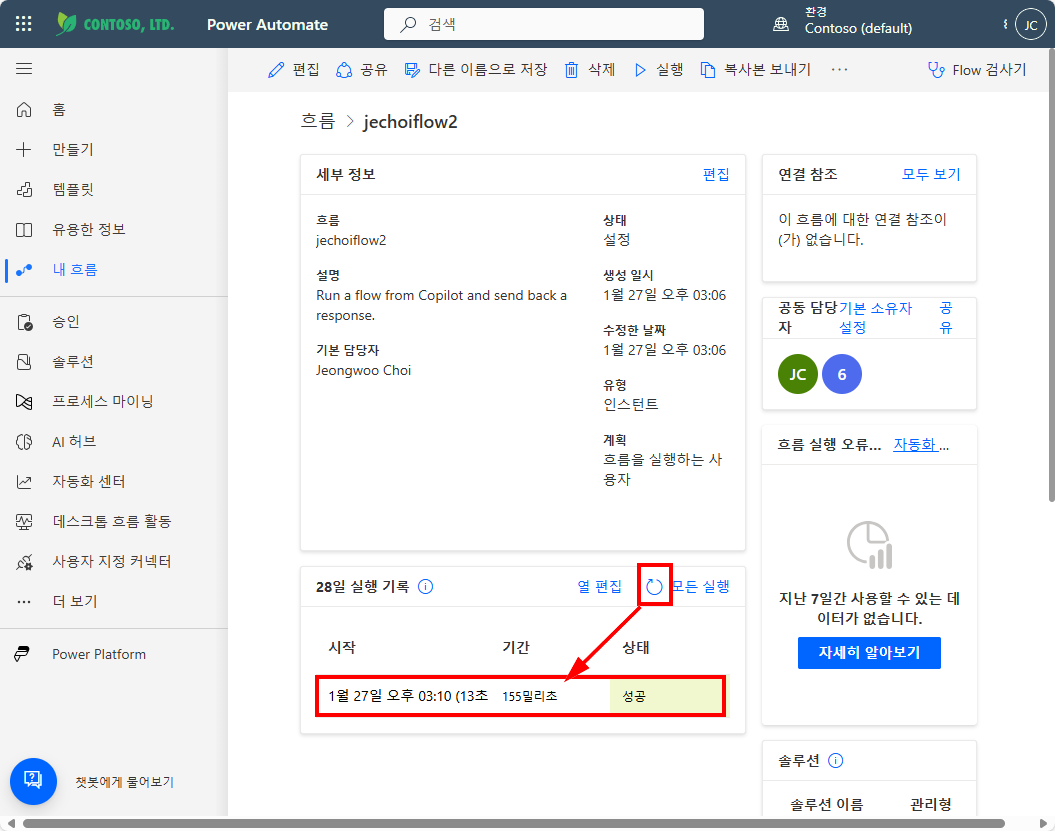 CONTOSO, LTD.
Power Automate
검색
환경
Contoso (default)
JC
편집
공유
다른 이름으로 저장
삭제
실행
복사본 보내기
···
Flow 검사기
홈
만들기
템플릿
유용한 정보
내 흐름
승인
솔루션
프로세스 마이닝
AI 허브
자동화 센터
데스크톱 흐름 활동
사용자 지정 커넥터
더 보기
Power Platform
챗봇에게 물어보기
흐름 > jechoiflow2
세부 정보
편집
흐름
jechoiflow2
설명
Run a flow from Copilot and send back a
response.
기본 담당자
Jeongwoo Choi
상태
설정
생성 일시
1월 27일 오후 03:06
수정한 날짜
1월 27일 오후 03:06
유형
인스턴트
계획
흐름을 실행하는 사
용자
28일 실행 기록
열 편집
모든 실행
시작
기간
상태
1월 27일 오후 03:10 (13초
155밀리초
성공
연결 참조
모두 보기
이 흐름에 대한 연결 참조이
(가) 없습니다.
공동 담당
자
기본 소유자
설정
공
유
JC
6
흐름 실행 오류...
자동화 ...
지난 7일간 사용할 수 있는 데
이터가 없습니다.
자세히 알아보기
솔루션
솔루션 이름
관리형